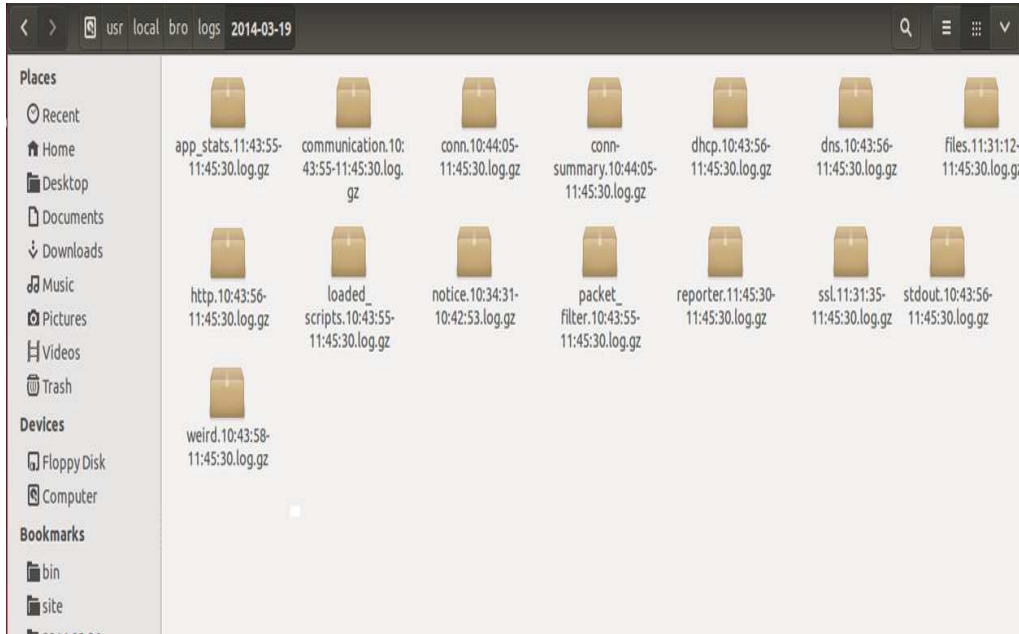 usr local bro logs 2014-03-19
Places
Recent
Home
Desktop
Documents
Downloads
Music
Pictures
Videos
Trash
Devices
Floppy Disk
Computer
Bookmarks
bin
site
app_stats.11:43:55-
11:45:30.log.gz
communication.10:
43:55-11:45:30.log.
gz
conn.10:44:05-
11:45:30.log.gz
conn-
summary.10:44:05-
11:45:30.log.gz
dhcp.10:43:56-
11:45:30.log.gz
dns.10:43:56-
11:45:30.log.gz
files.11:31:12-
11:45:30.log.gz
http.10:43:56-
11:45:30.log.gz
loaded_
scripts.10:43:55-
11:45:30.log.gz
notice.10:34:31-
10:42:53.log.gz
packet_
filter.10:43:55-
11:45:30.log.gz
reporter.11:45:30-
11:45:30.log.gz
ssl.11:31:35-
11:45:30.log.gz
stdout.10:43:56-
11:45:30.log.gz
weird.10:43:58-
11:45:30.log.gz